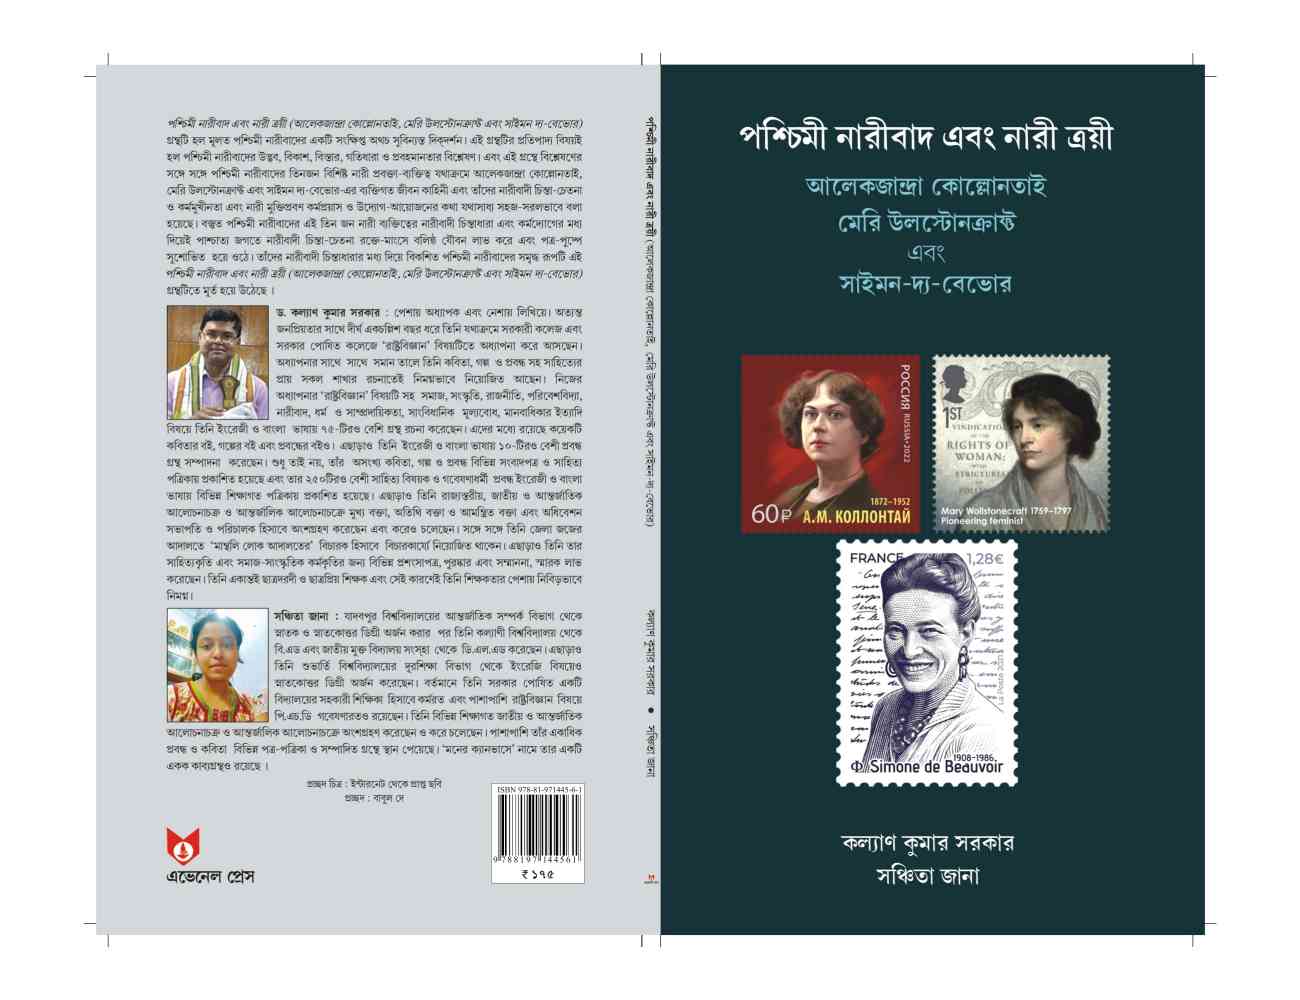 পশ্চিমী নারীবাদ এবং নারী ত্রয়ী (আলেকজান্দ্রা কোল্লোনতাই, মেরি উলস্টোনক্রাফ্ট এবং সাইমন দ্য-বেভোর)
গ্রন্থটি হল মূলত পশ্চিমী নারীবাদের একটি সংক্ষিপ্ত অথচ সুবিন্যস্ত দিক্‌দর্শন। এই গ্রন্থটির প্রতিপাদ্য বিষয়ই
হল পশ্চিমী নারীবাদের উদ্ভব, বিকাশ, বিস্তার, গতিধারা ও প্রবহমানতার বিশ্লেষণ। এবং এই গ্রন্থে বিশ্লেষণের
সঙ্গে সঙ্গে পশ্চিমী নারীবাদের তিনজন বিশিষ্ট নারী প্রবক্তা-ব্যক্তিত্ব যথাক্রমে আলেকজান্দ্রা কোল্লোনতাই,
মেরি উলস্টোনক্রাফ্ট এবং সাইমন দ্য-বেভোর-এর ব্যক্তিগত জীবন কাহিনী এবং তাঁদের নারীবাদী চিন্তা-চেতনা
ও কর্মমুখীনতা এবং নারী মুক্তিপ্রবণ কর্মপ্রয়াস ও উদ্যোগ-আয়োজনের কথা যথাসাধ্য সহজ-সরলভাবে বলা
হয়েছে। বস্তুত পশ্চিমী নারীবাদের এই তিন জন নারী ব্যক্তিত্বের নারীবাদী চিন্তাধারা এবং কর্মদ্যোগের মধ্য
দিয়েই পাশ্চাত্য জগতে নারীবাদী চিন্তা-চেতনা রক্তে-মাংসে বলিষ্ঠ যৌবন লাভ করে এবং পত্র-পুষ্পে
সুশোভিত হয়ে ওঠে। তাঁদের নারীবাদী চিন্তাধারার মধ্য দিয়ে বিকশিত পশ্চিমী নারীবাদের সমৃদ্ধ রূপটি এই
পশ্চিমী নারীবাদ এবং নারী ত্রয়ী (আলেকজান্দ্রা কোল্লোনতাই, মেরি উলস্টোনক্রাফ্ট এবং সাইমন দ্য-বেভোর)
গ্রন্থটিতে মূর্ত হয়ে উঠেছে ।
ড. কল্যাণ কুমার সরকার : পেশায় অধ্যাপক এবং নেশায় লিখিয়ে। অত্যন্ত
জনপ্রিয়তার সাথে দীর্ঘ একচল্লিশ বছর ধরে তিনি যথাক্রমে সরকারী কলেজ এবং
সরকার পোষিত কলেজে ‘রাষ্ট্রবিজ্ঞান’ বিষয়টিতে অধ্যাপনা করে আসছেন।
অধ্যাপনার সাথে সাথে সমান তালে তিনি কবিতা, গল্প ও প্রবন্ধ সহ সাহিত্যের
প্রায় সকল শাখার রচনাতেই নিমগ্নভাবে নিয়োজিত আছেন। নিজের
অধ্যাপনার ‘রাষ্ট্রবিজ্ঞান’ বিষয়টি সহ সমাজ, সংস্কৃতি, রাজনীতি, পরিবেশবিদ্যা,
নারীবাদ, ধর্ম ও সাম্প্রদায়িকতা, সাংবিধানিক মূল্যবোধ, মানবাধিকার ইত্যাদি
বিষয়ে তিনি ইংরেজী ও বাংলা ভাষায় ৭৫-টিরও বেশি গ্রন্থ রচনা করেছেন। এদের মধ্যে রয়েছে কয়েকটি
কবিতার বই, গল্পের বই এবং প্রবন্ধের বইও। এছাড়াও তিনি ইংরেজী ও বাংলা ভাষায় ১০-টিরও বেশী প্রবন্ধ
গ্রন্থ সম্পাদনা করেছেন। শুধু তাই নয়, তাঁর অসংখ্য কবিতা, গল্প ও প্রবন্ধ বিভিন্ন সংবাদপত্র ও সাহিত্য
পত্রিকায় প্রকাশিত হয়েছে এবং তার ২৫০টিরও বেশী সাহিত্য বিষয়ক ও গবেষণাধর্মী প্রবন্ধ ইংরেজী ও বাংলা
ভাষায় বিভিন্ন শিক্ষাগত পত্রিকায় প্রকাশিত হয়েছে। এছাড়াও তিনি রাজ্যস্তরীয়, জাতীয় ও আন্তর্জাতিক
আলোচনাচক্র ও আন্তর্জালিক আলোচনাচক্রে মুখ্য বক্তা, অতিথি বক্তা ও আমন্ত্রিত বক্তা এবং অধিবেশন
সভাপতি ও পরিচালক হিসাবে অংশগ্রহণ করেছেন এবং করেও চলেছেন। সঙ্গে সঙ্গে তিনি জেলা জজের
আদালতে ‘মান্থলি লোক আদালতের’ বিচারক হিসাবে বিচারকার্য্যে নিয়োজিত থাকেন। এছাড়াও তিনি তার
সাহিত্যকৃতি এবং সমাজ-সাংস্কৃতিক কর্মকৃতির জন্য বিভিন্ন প্রশংসাপত্র, পুরষ্কার এবং সম্মাননা, স্মারক লাভ
করেছেন। তিনি একান্তই ছাত্রদরদী ও ছাত্রপ্রিয় শিক্ষক এবং সেই কারণেই তিনি শিক্ষকতার পেশায় নিবিড়ভাবে
নিমগ্ন।
সঞ্চিতা জানা : যাদবপুর বিশ্ববিদ্যালয়ের আন্তর্জাতিক সম্পর্ক বিভাগ থেকে
স্নাতক ও স্নাতকোত্তর ডিগ্রী অর্জন করার পর তিনি কল্যাণী বিশ্ববিদ্যালয় থেকে
বি.এড এবং জাতীয় মুক্ত বিদ্যালয় সংস্হা থেকে ডি.এল.এড করেছেন। এছাড়াও
তিনি শুভার্তি বিশ্ববিদ্যালয়ের দূরশিক্ষা বিভাগ থেকে ইংরেজি বিষয়েও
স্নাতকোত্তর ডিগ্রী অর্জন করেছেন। বর্তমানে তিনি সরকার পোষিত একটি
বিদ্যালয়ের সহকারী শিক্ষিকা হিসাবে কর্মরত এবং পাশাপাশি রাষ্ট্রবিজ্ঞান বিষয়ে
পি.এচ.ডি গবেষণারতও রয়েছেন। তিনি বিভিন্ন শিক্ষাগত জাতীয় ও আন্তর্জাতিক
আলোচনাচক্র ও আন্তর্জালিক আলোচনাচক্রে অংশগ্রহণ করেছেন ও করে চলেছেন। পাশাপাশি তাঁর একাধিক
প্রবন্ধ ও কবিতা বিভিন্ন পত্র-পত্রিকা ও সম্পাদিত গ্রন্থে স্থান পেয়েছে। ‘মনের ক্যানভাসে’ নামে তার একটি
একক কাব্যগ্রন্থও রয়েছে ।
প্রচ্ছদ চিত্র : ইন্টারনেট থেকে প্রাপ্ত ছবি
প্রচ্ছদ : বাবুল দে
ISBN 978-81-971445-6-1
9 788197 144561
₹ ১৭৫
এভেনেল প্রেস
পশ্চিমী নারীবাদ এবং নারী ত্রয়ী (আলেকজান্দ্রা কোল্লোনতাই, মেরি উলস্টোনক্রাফ্ট এবং সাইমন দ্য-বেভোর)
কল্যাণ কুমার সরকার ● সঞ্চিতা জানা
পশ্চিমী নারীবাদ এবং নারী ত্রয়ী
আলেকজান্দ্রা কোল্লোনতাই
মেরি উলস্টোনক্রাফ্ট
এবং
সাইমন-দ্য-বেভোর
РОССИЯ RUSSIA•2022
1872–1952
60₽ А.М. КОЛЛОНТАЙ
1ST
VINDICATION
OF THE
RIGHTS OF
WOMAN:
WITH
STRICTURES
Mary Wollstonecraft 1759–1797
Pioneering feminist
FRANCE 1,28€
La Poste 2021
1908-1986
Simone de Beauvoir
কল্যাণ কুমার সরকার
সঞ্চিতা জানা